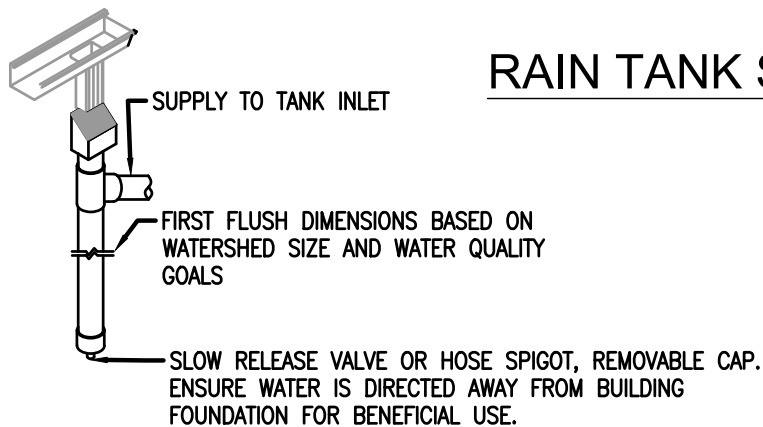 RAIN TANK
SUPPLY TO TANK INLET
FIRST FLUSH DIMENSIONS BASED ON
WATERSHED SIZE AND WATER QUALITY
GOALS
SLOW RELEASE VALVE OR HOSE SPIGOT, REMOVABLE CAP.
ENSURE WATER IS DIRECTED AWAY FROM BUILDING
FOUNDATION FOR BENEFICIAL USE.